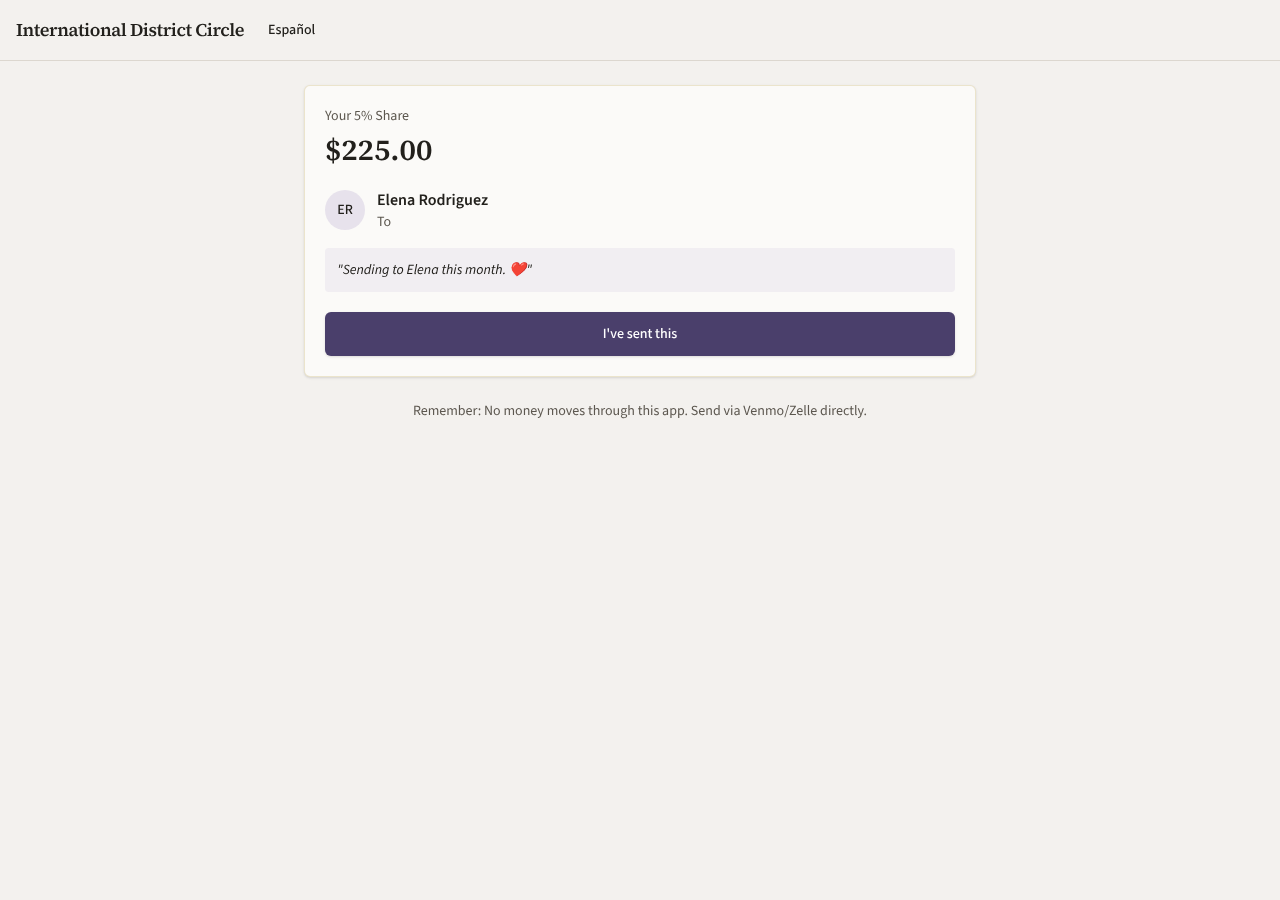 International District Circle
Español
Your 5% Share
$225.00
ER
Elena Rodriguez
To
"Sending to Elena this month. ❤️"
I've sent this
Remember: No money moves through this app. Send via Venmo/Zelle directly.